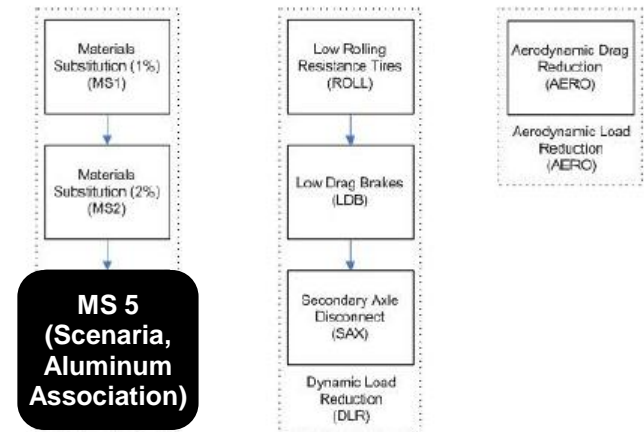 Materials
Substitution (1%)
(MS1)
Materials
Substitution (2%)
(MS2)
MS 5
(Scenaria,
Aluminum
Association)
Low Rolling
Resistance Tires
(ROLL)
Low Drag Brakes
(LDB)
Secondary Axle
Disconnect
(SAX)
Dynamic Load
Reduction
(DLR)
Aerodynamic Drag
Reduction
(AERO)
Aerodynamic Load
Reduction
(AERO)